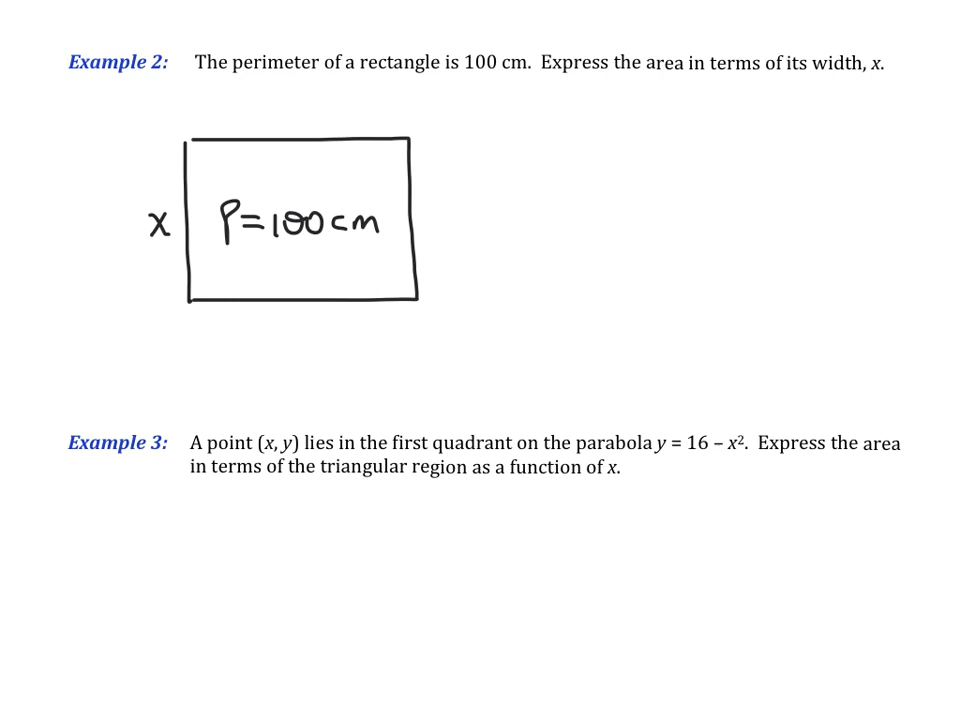 Example 2: The perimeter of a rectangle is 100 cm. Express the area in terms of its width, x.
x P=100cm
Example 3: A point (x, y) lies in the first quadrant on the parabola y = 16 – x². Express the area
in terms of the triangular region as a function of x.